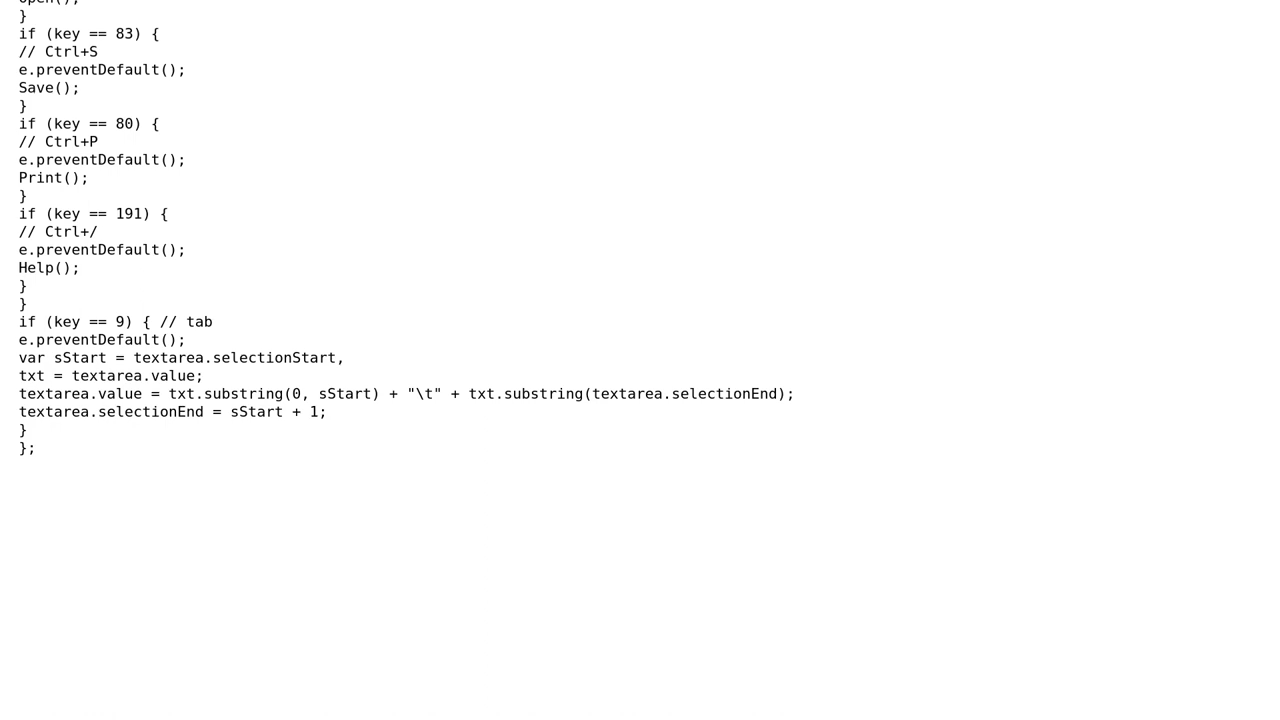 open();
}
if (key == 83) {
// Ctrl+S
e.preventDefault();
Save();
}
if (key == 80) {
// Ctrl+P
e.preventDefault();
Print();
}
if (key == 191) {
// Ctrl+/
e.preventDefault();
Help();
}
}
if (key == 9) { // tab
e.preventDefault();
var sStart = textarea.selectionStart,
txt = textarea.value;
textarea.value = txt.substring(0, sStart) + "\t" + txt.substring(textarea.selectionEnd);
textarea.selectionEnd = sStart + 1;
}
};